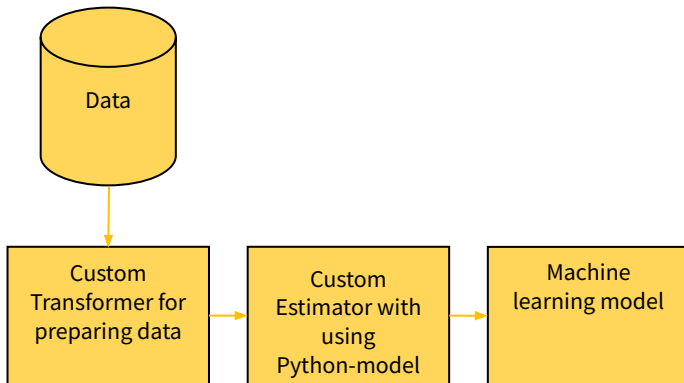 Data
Custom
Transformer for
preparing data
Custom
Estimator with
using
Python-model
Machine
learning model